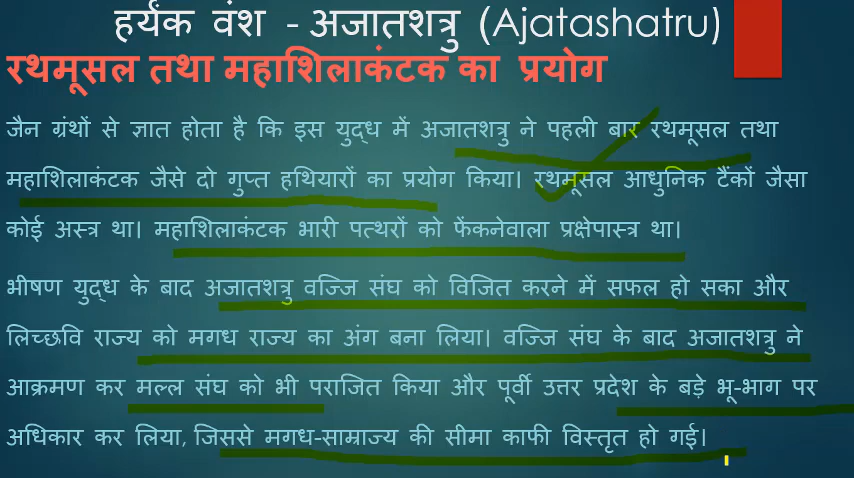 हर्यंक वंश - अजातशत्रु (Ajatashatru)
रथमूसल तथा महाशिलाकंटक का प्रयोग
जैन ग्रंथों से ज्ञात होता है कि इस युद्ध में अजातशत्रु ने पहली बार रथमूसल तथा
महाशिलाकंटक जैसे दो गुप्त हथियारों का प्रयोग किया। रथमूसल आधुनिक टैंकों जैसा
कोई अस्त्र था। महाशिलाकंटक भारी पत्थरों को फेंकनेवाला प्रक्षेपास्त्र था।
भीषण युद्ध के बाद अजातशत्रु वज्जि संघ को विजित करने में सफल हो सका और
लिच्छवि राज्य को मगध राज्य का अंग बना लिया। वज्जि संघ के बाद अजातशत्रु ने
आक्रमण कर मल्ल संघ को भी पराजित किया और पूर्वी उत्तर प्रदेश के बड़े भू-भाग पर
अधिकार कर लिया, जिससे मगध-साम्राज्य की सीमा काफी विस्तृत हो गई।